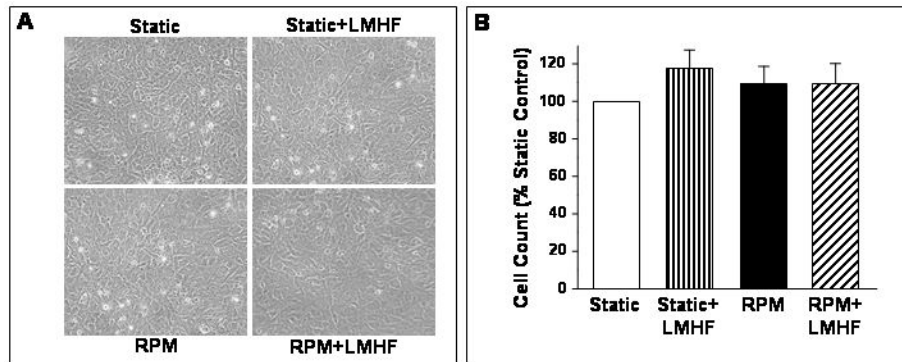 A
Static
Static+LMHF
RPM
RPM+LMHF
B
Cell Count (% Static Control)
120
100
80
60
40
20
0
Static
Static+
LMHF
RPM
RPM+
LMHF